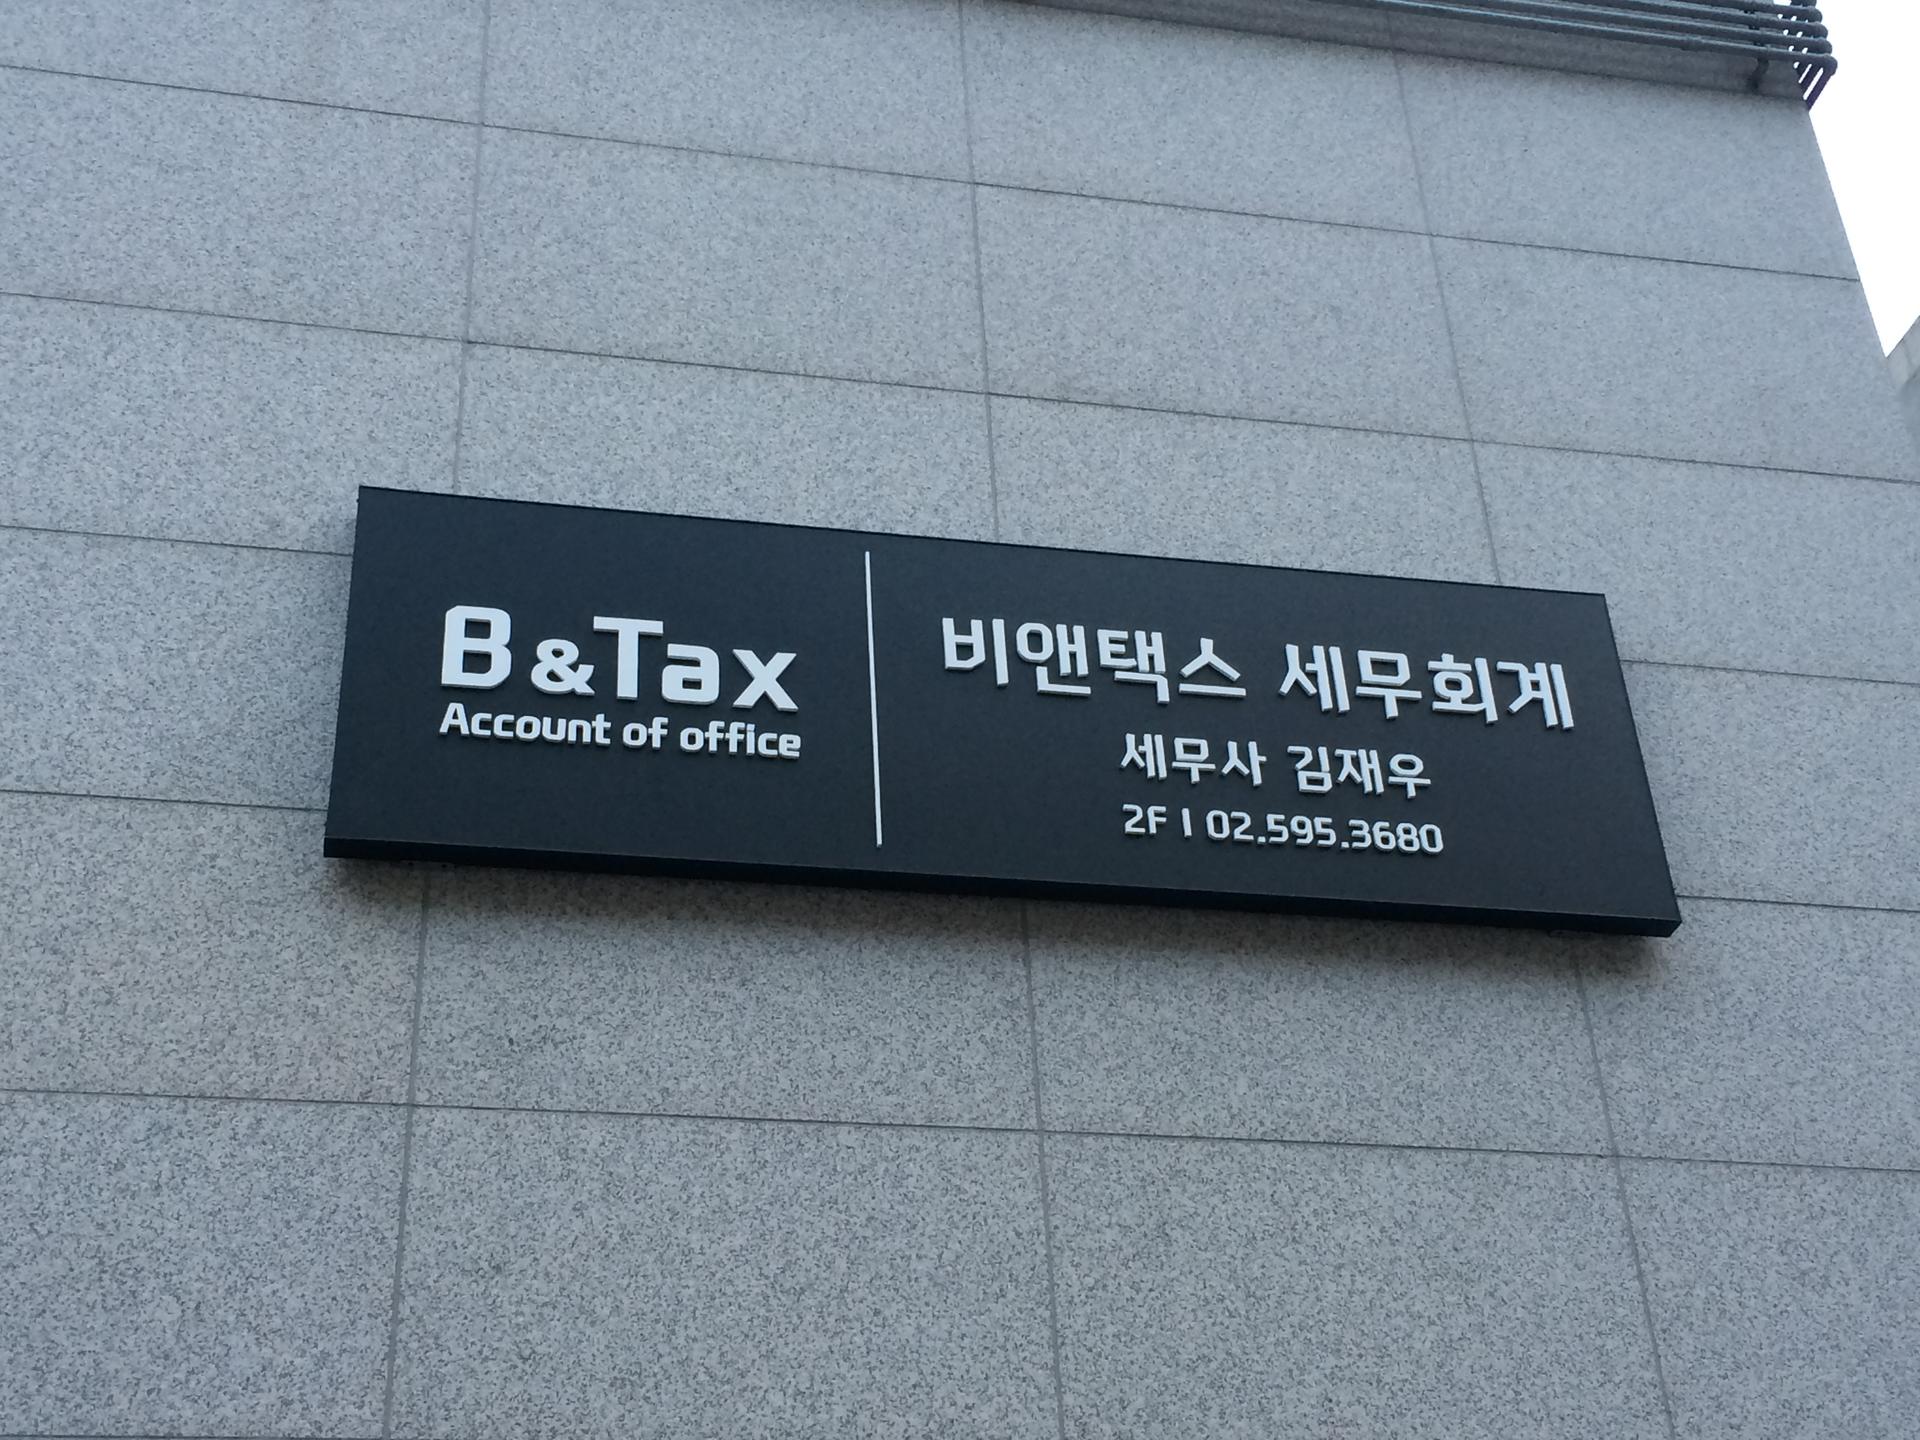 B & Tax
Account of office
비앤택스 세무회계
세무사 김재우
2F | 02.595.3680